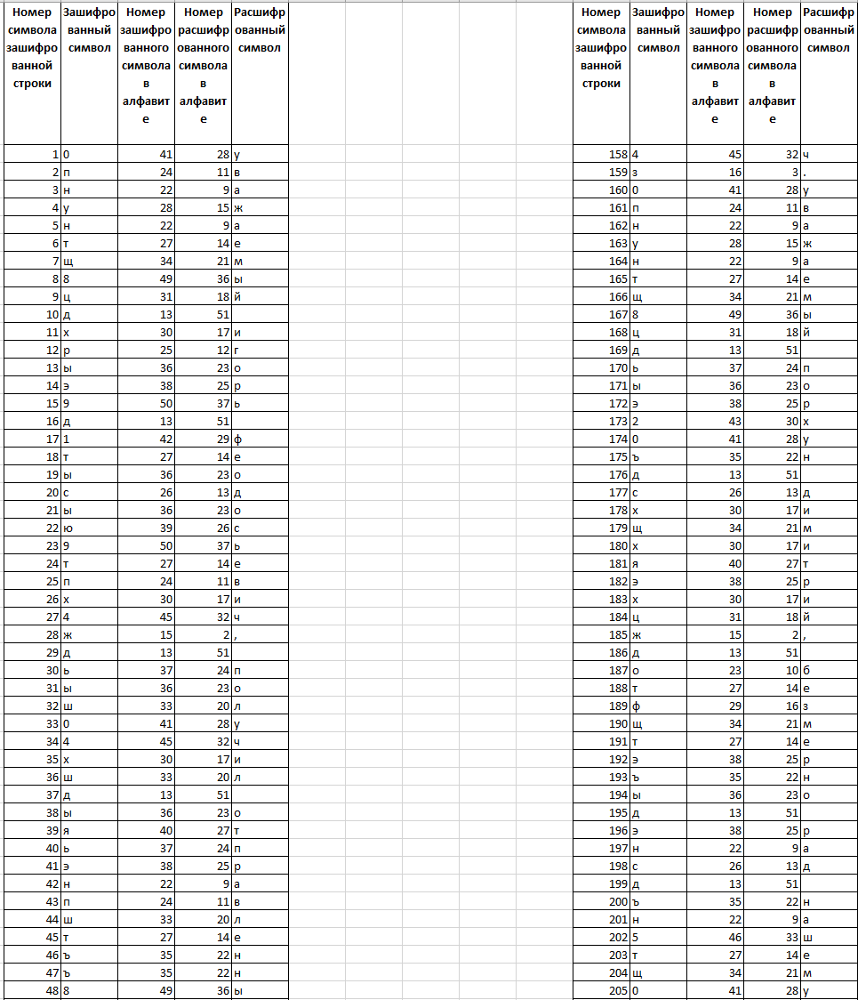 Номер Зашифро Номер Номер Расшифр
символа ванный зашифро расшифр ованный
зашифро символ ванного ованного символ
ванной символа символа
строки в в
алфавит алфавит
е е
1 0 41 28 у
2 п 24 11 в
3 н 22 9 а
4 у 28 15 ж
5 н 22 9 а
6 т 27 14 е
7 щ 34 21 м
8 8 49 36 ы
9 ц 31 18 й
10 д 13 51
11 х 30 17 и
12 р 25 12 г
13 ы 36 23 о
14 э 38 25 р
15 9 50 37 ь
16 д 13 51
17 1 42 29 ф
18 т 27 14 е
19 ы 36 23 о
20 с 26 13 д
21 ы 36 23 о
22 ю 39 26 с
23 9 50 37 ь
24 т 27 14 е
25 п 24 11 в
26 х 30 17 и
27 4 45 32 ч
28 ж 15 2 ,
29 д 13 51
30 ь 37 24 п
31 ы 36 23 о
32 ш 33 20 л
33 0 41 28 у
34 4 45 32 ч
35 х 30 17 и
36 ш 33 20 л
37 д 13 51
38 ы 36 23 о
39 я 40 27 т
40 ь 37 24 п
41 э 38 25 р
42 н 22 9 а
43 п 24 11 в
44 ш 33 20 л
45 т 27 14 е
46 ъ 35 22 н
47 ъ 35 22 н
48 8 49 36 ы
Номер Зашифро Номер Номер Расшифр
символа ванный зашифро расшифр ованный
зашифро символ ванного ованного символ
ванной символа символа
строки в в
алфавит алфавит
е е
158 4 45 32 ч
159 з 16 3 .
160 0 41 28 у
161 п 24 11 в
162 н 22 9 а
163 у 28 15 ж
164 н 22 9 а
165 т 27 14 е
166 щ 34 21 м
167 8 49 36 ы
168 ц 31 18 й
169 д 13 51
170 ь 37 24 п
171 ы 36 23 о
172 э 38 25 р
173 2 43 30 х
174 0 41 28 у
175 ъ 35 22 н
176 д 13 51
177 с 26 13 д
178 х 30 17 и
179 щ 34 21 м
180 х 30 17 и
181 я 40 27 т
182 э 38 25 р
183 х 30 17 и
184 ц 31 18 й
185 ж 15 2 ,
186 д 13 51
187 о 23 10 б
188 т 27 14 е
189 ф 29 16 з
190 щ 34 21 м
191 т 27 14 е
192 э 38 25 р
193 ъ 35 22 н
194 ы 36 23 о
195 д 13 51
196 э 38 25 р
197 н 22 9 а
198 с 26 13 д
199 д 13 51
200 ъ 35 22 н
201 н 22 9 а
202 5 46 33 ш
203 т 27 14 е
204 щ 34 21 м
205 0 41 28 у